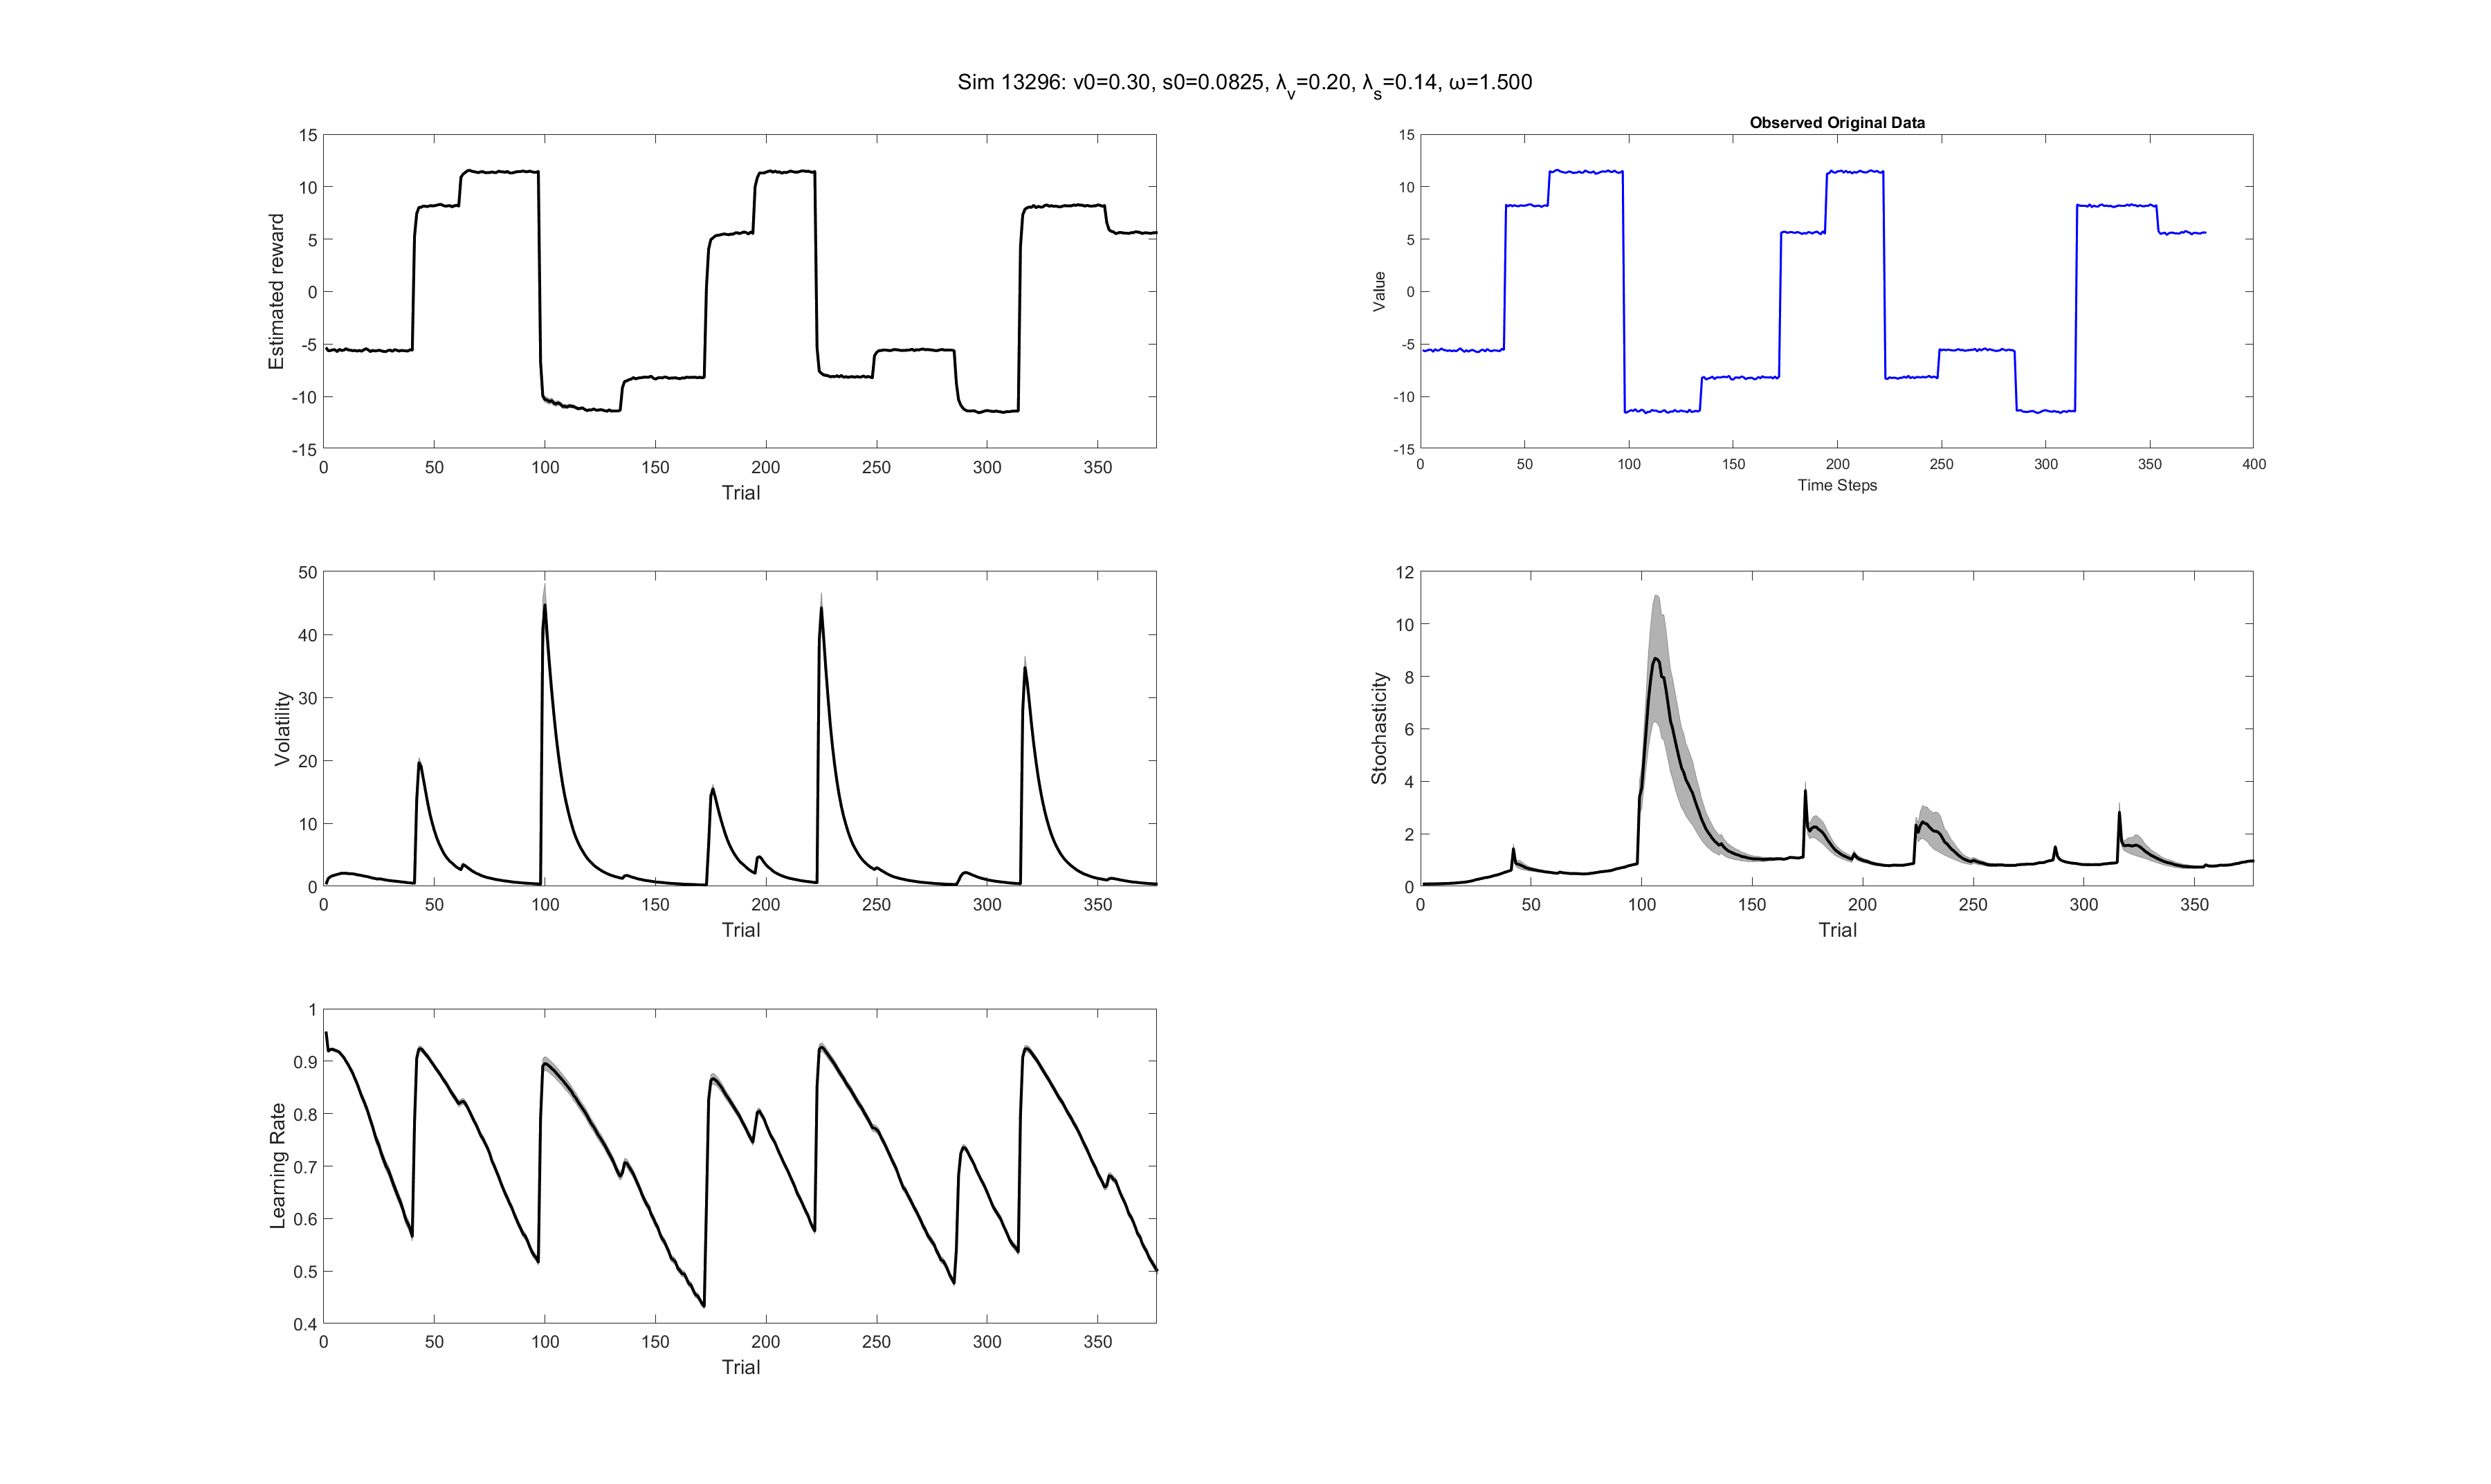 Sim 13296: v0=0.30, s0=0.0825, λ_v=0.20, λ_s=0.14, ω=1.500
Estimated reward
15
10
5
0
-5
-10
-15
0 50 100 150 200 250 300 350
Trial
Observed Original Data
Value
15
10
5
0
-5
-10
-15
0 50 100 150 200 250 300 350 400
Time Steps
Volatility
50
40
30
20
10
0
0 50 100 150 200 250 300 350
Trial
Stochasticity
12
10
8
6
4
2
0
0 50 100 150 200 250 300 350
Trial
Learning Rate
1
0.9
0.8
0.7
0.6
0.5
0.4
0 50 100 150 200 250 300 350
Trial